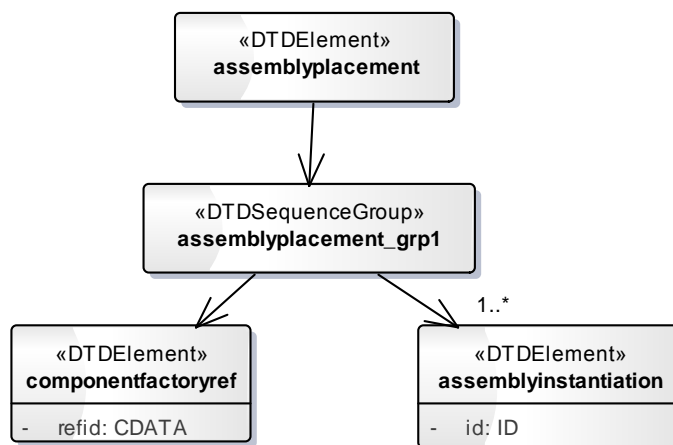 «DTDElement»
assemblyplacement
«DTDSequenceGroup»
assemblyplacement_grp1
1..*
«DTDElement»
componentfactoryref
- refid: CDATA
«DTDElement»
assemblyinstantiation
- id: ID